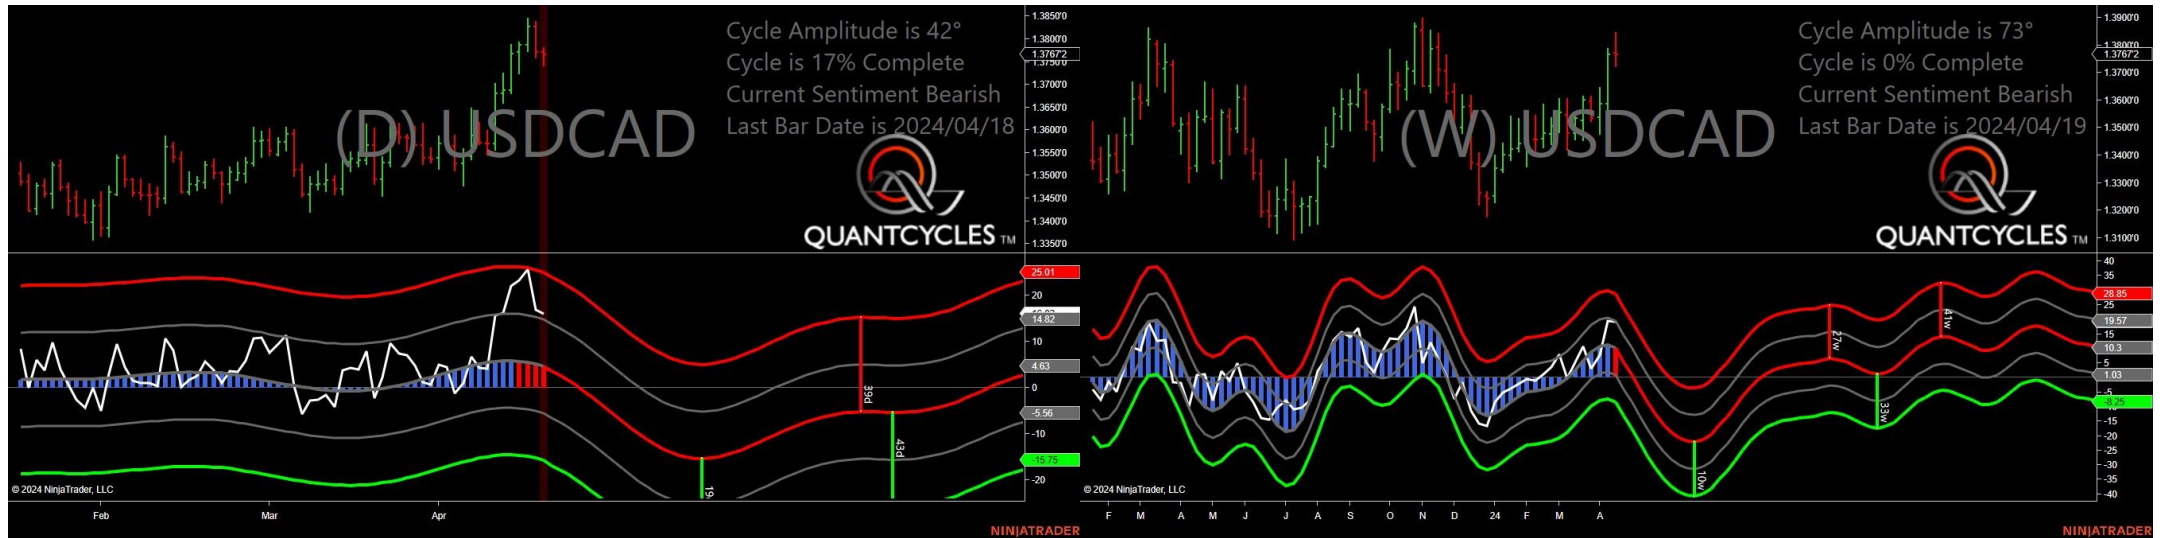 Cycle Amplitude is 42°
Cycle is 17% Complete
Current Sentiment Bearish
Last Bar Date is 2024/04/18
(D) USDCAD
QUANTCYCLES TM
1.3850'0
1.3800'0
1.3767'2
1.3700'0
1.3650'0
1.3600'0
1.3550'0
1.3500'0
1.3450'0
1.3400'0
1.3350'0
25.01
20
14.82
10
4.63
0
-5.56
-10
-15.75
-20
39d
43d
© 2024 NinjaTrader, LLC
Feb
Mar
Apr
NINJATRADER
Cycle Amplitude is 73°
Cycle is 0% Complete
Current Sentiment Bearish
Last Bar Date is 2024/04/19
(W) USDCAD
QUANTCYCLES TM
1.3900'0
1.3800'0
1.3767'2
1.3700'0
1.3600'0
1.3500'0
1.3400'0
1.3300'0
1.3200'0
1.3100'0
40
35
28.85
25
19.57
15
10.3
5
1.03
-5
-8.25
-15
-20
-25
-30
-35
-40
27w
41w
33w
10w
© 2024 NinjaTrader, LLC
F
M
A
M
J
J
A
S
O
N
D
24
F
M
A
NINJATRADER